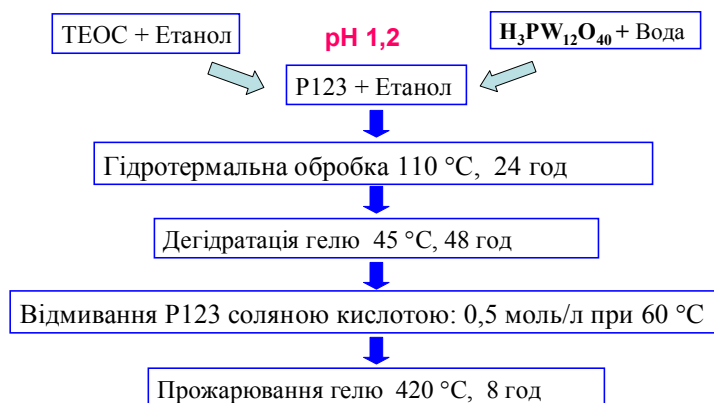 ТЕОС + Етанол
pH 1,2
H₃PW₁₂O₄₀ + Вода
P123 + Етанол
Гідротермальна обробка 110 °С, 24 год
Дегідратація гелю 45 °С, 48 год
Відмивання Р123 соляною кислотою: 0,5 моль/л при 60 °С
Прожарювання гелю 420 °С, 8 год